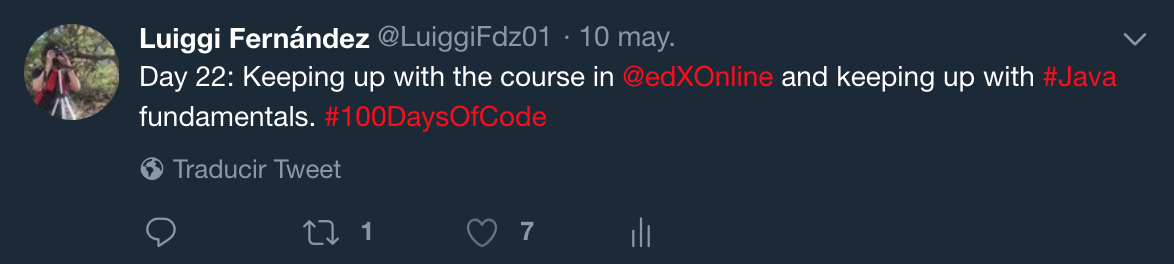 Luiggi Fernández @LuiggiFdz01 · 10 may.
Day 22: Keeping up with the course in @edXOnline and keeping up with #Java
fundamentals. #100DaysOfCode
Traducir Tweet
1 7